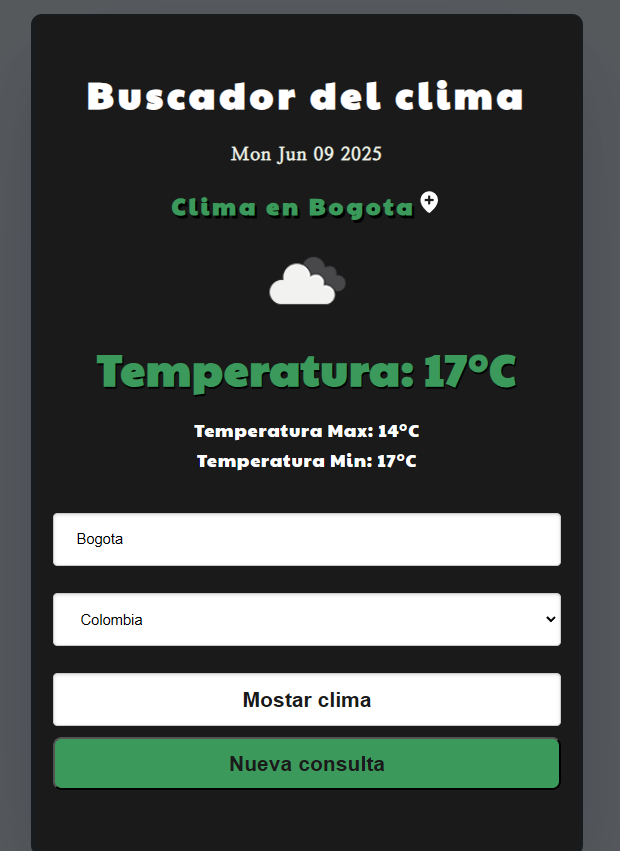 Buscador del clima
Mon Jun 09 2025
Clima en Bogota
Temperatura: 17°C
Temperatura Max: 14°C
Temperatura Min: 17°C
Bogota
Colombia
Mostar clima
Nueva consulta